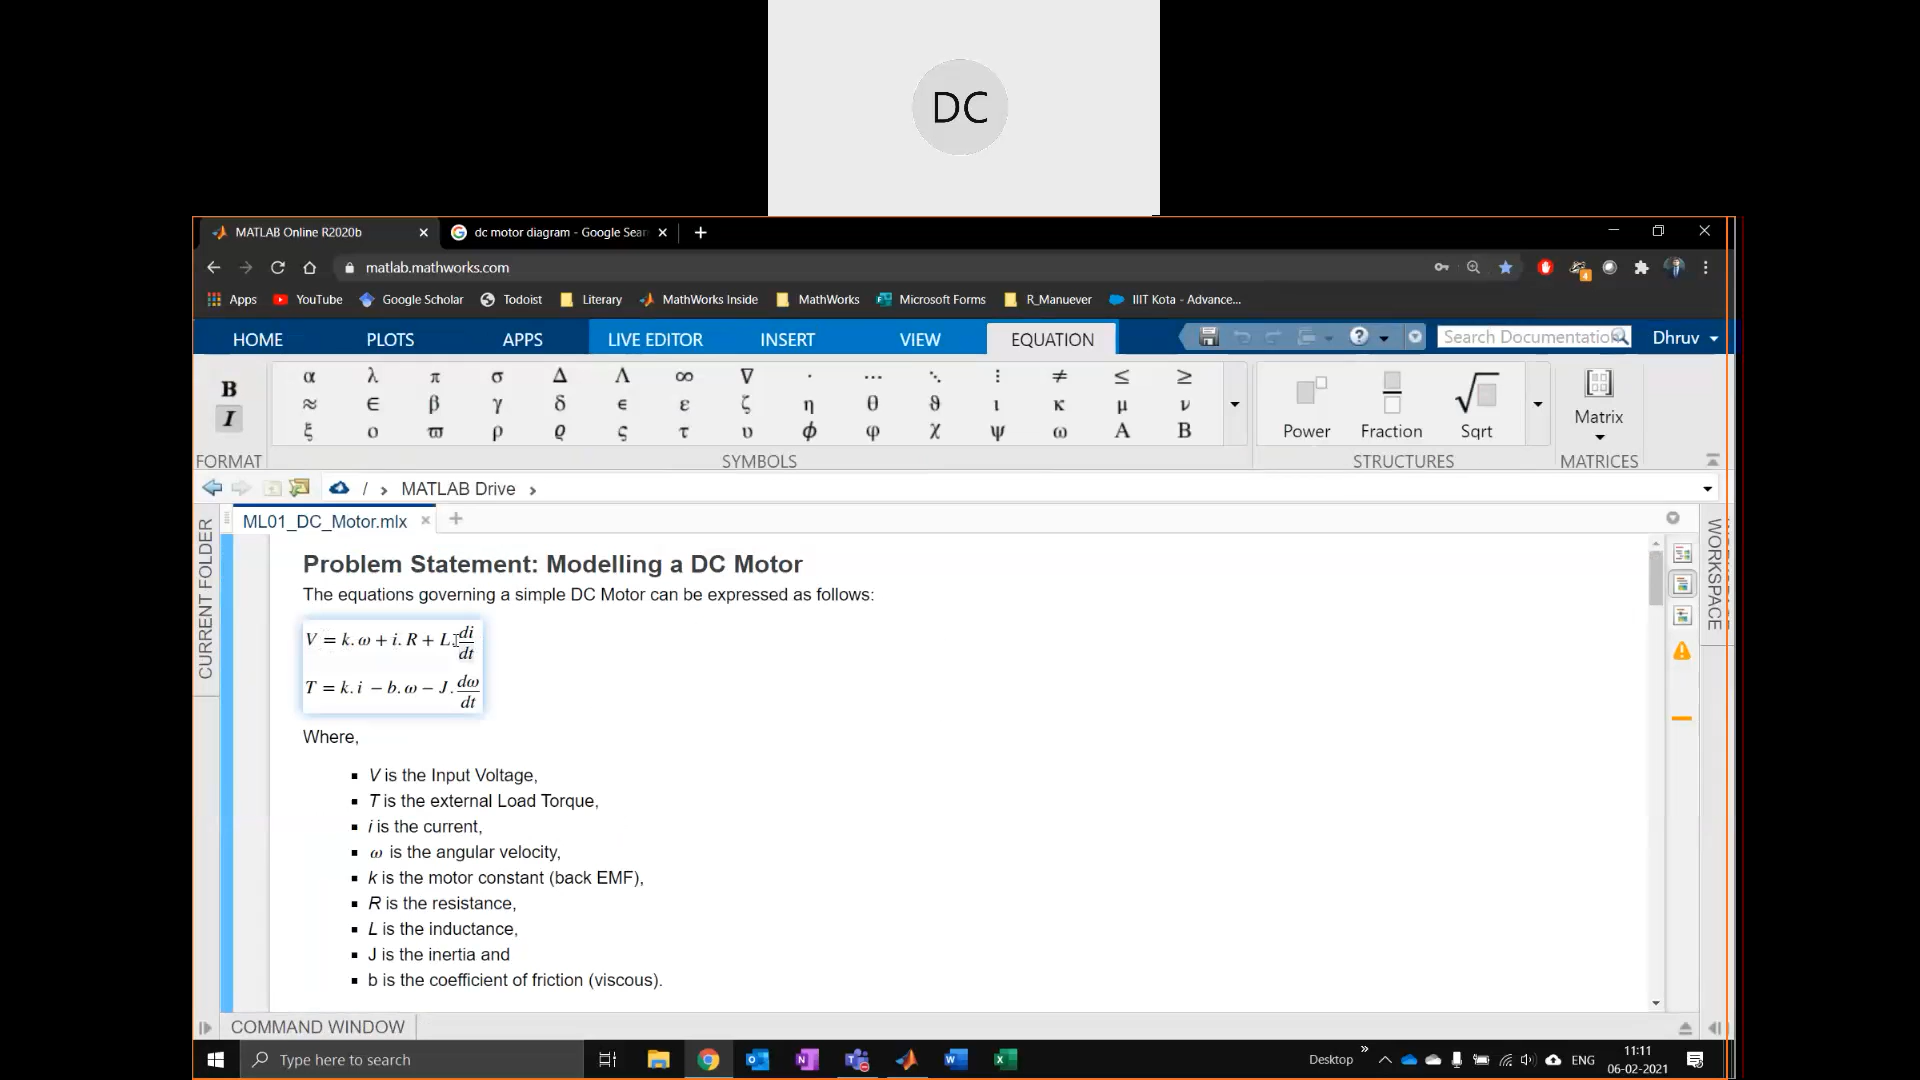 DC
MATLAB Online R2020b
dc motor diagram - Google Sear
matlab.mathworks.com
Apps YouTube Google Scholar Todoist Literary MathWorks Inside MathWorks Microsoft Forms R_Manuever IIIT Kota - Advance...
HOME PLOTS APPS LIVE EDITOR INSERT VIEW EQUATION Search Documentation Dhruv
B α λ π σ Δ Λ ∞ ∇ · ⋯ ⋱ ⋮ ≠ ≤ ≥
I ≈ ∈ β γ δ ϵ ε ζ η θ ϑ ι κ μ ν
ξ ο ϖ ρ ϱ ς τ υ ϕ φ χ ψ ω A B
Power Fraction Sqrt Matrix
FORMAT SYMBOLS STRUCTURES MATRICES
/ › MATLAB Drive ›
CURRENT FOLDER
ML01_DC_Motor.mlx
WORKSPACE
Problem Statement: Modelling a DC Motor
The equations governing a simple DC Motor can be expressed as follows:
V = k. ω + i. R + L. di/dt
T = k. i − b. ω − J. dω/dt
Where,
▪ V is the Input Voltage,
▪ T is the external Load Torque,
▪ i is the current,
▪ ω is the angular velocity,
▪ k is the motor constant (back EMF),
▪ R is the resistance,
▪ L is the inductance,
▪ J is the inertia and
▪ b is the coefficient of friction (viscous).
COMMAND WINDOW
Type here to search
Desktop » ENG 11:11
06-02-2021